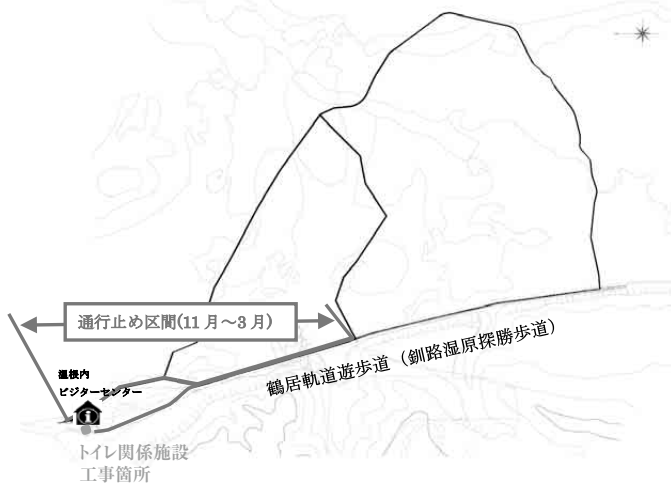 通行止め区間(11月～3月)
鶴居軌道遊歩道（釧路湿原探勝歩道）
温根内
ビジターセンター
トイレ関係施設
工事箇所